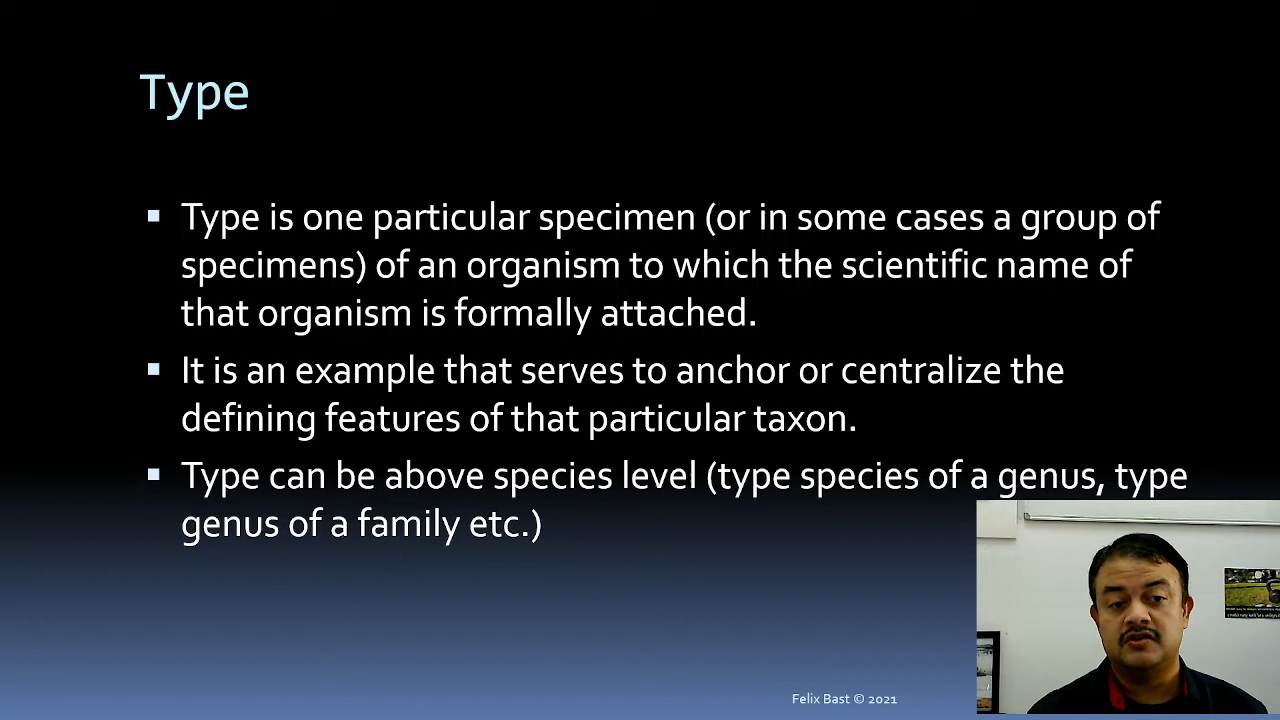 Type
Type is one particular specimen (or in some cases a group of
specimens) of an organism to which the scientific name of
that organism is formally attached.
It is an example that serves to anchor or centralize the
defining features of that particular taxon.
Type can be above species level (type species of a genus, type
genus of a family etc.)
Felix Bast © 2021